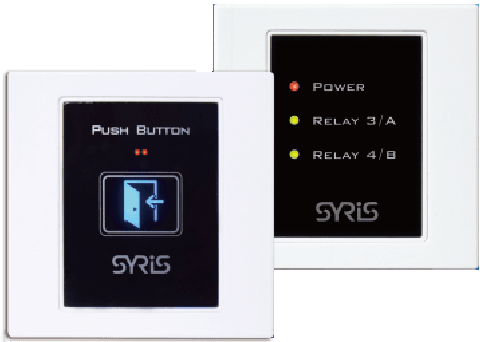 Push Button
SYRIS
Power
Relay 3/A
Relay 4/B
SYRIS